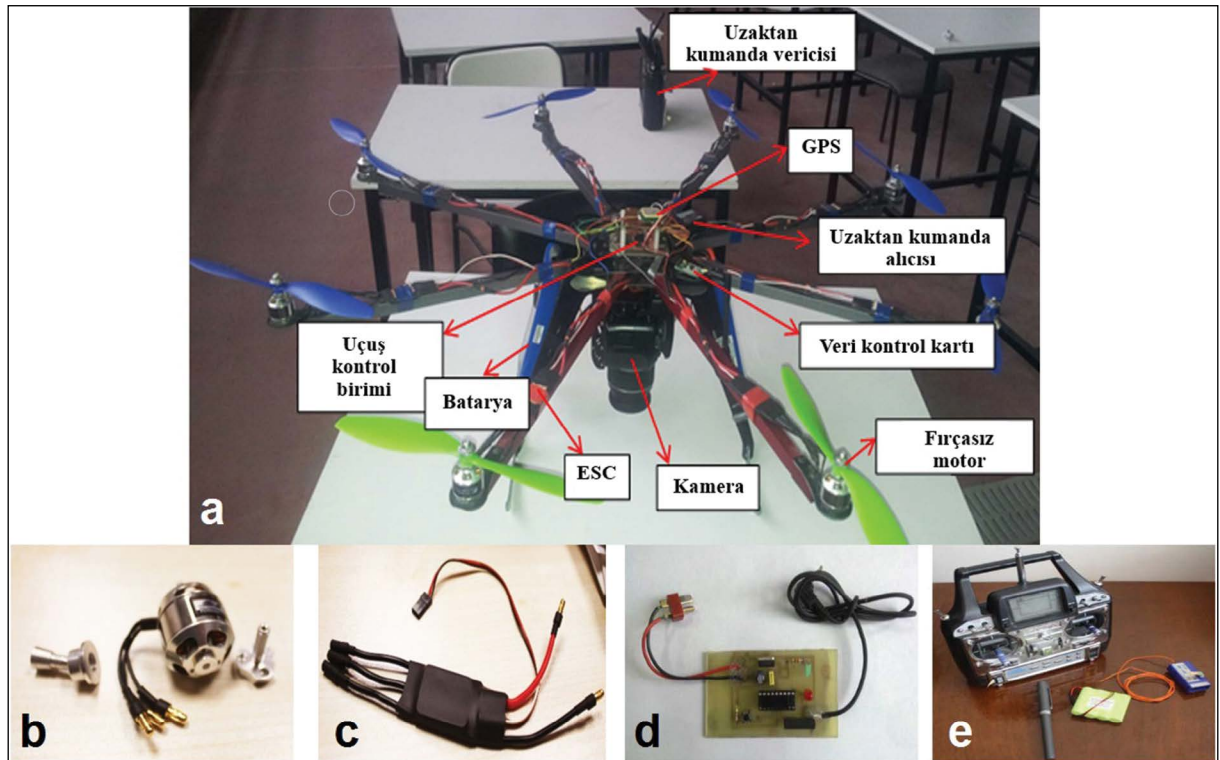 Uzaktan
kumanda vericisi
GPS
Uzaktan kumanda
alıcısı
Uçuş
kontrol
birimi
Veri kontrol kartı
Batarya
Fırçasız
motor
ESC
Kamera
a
b
c
d
e